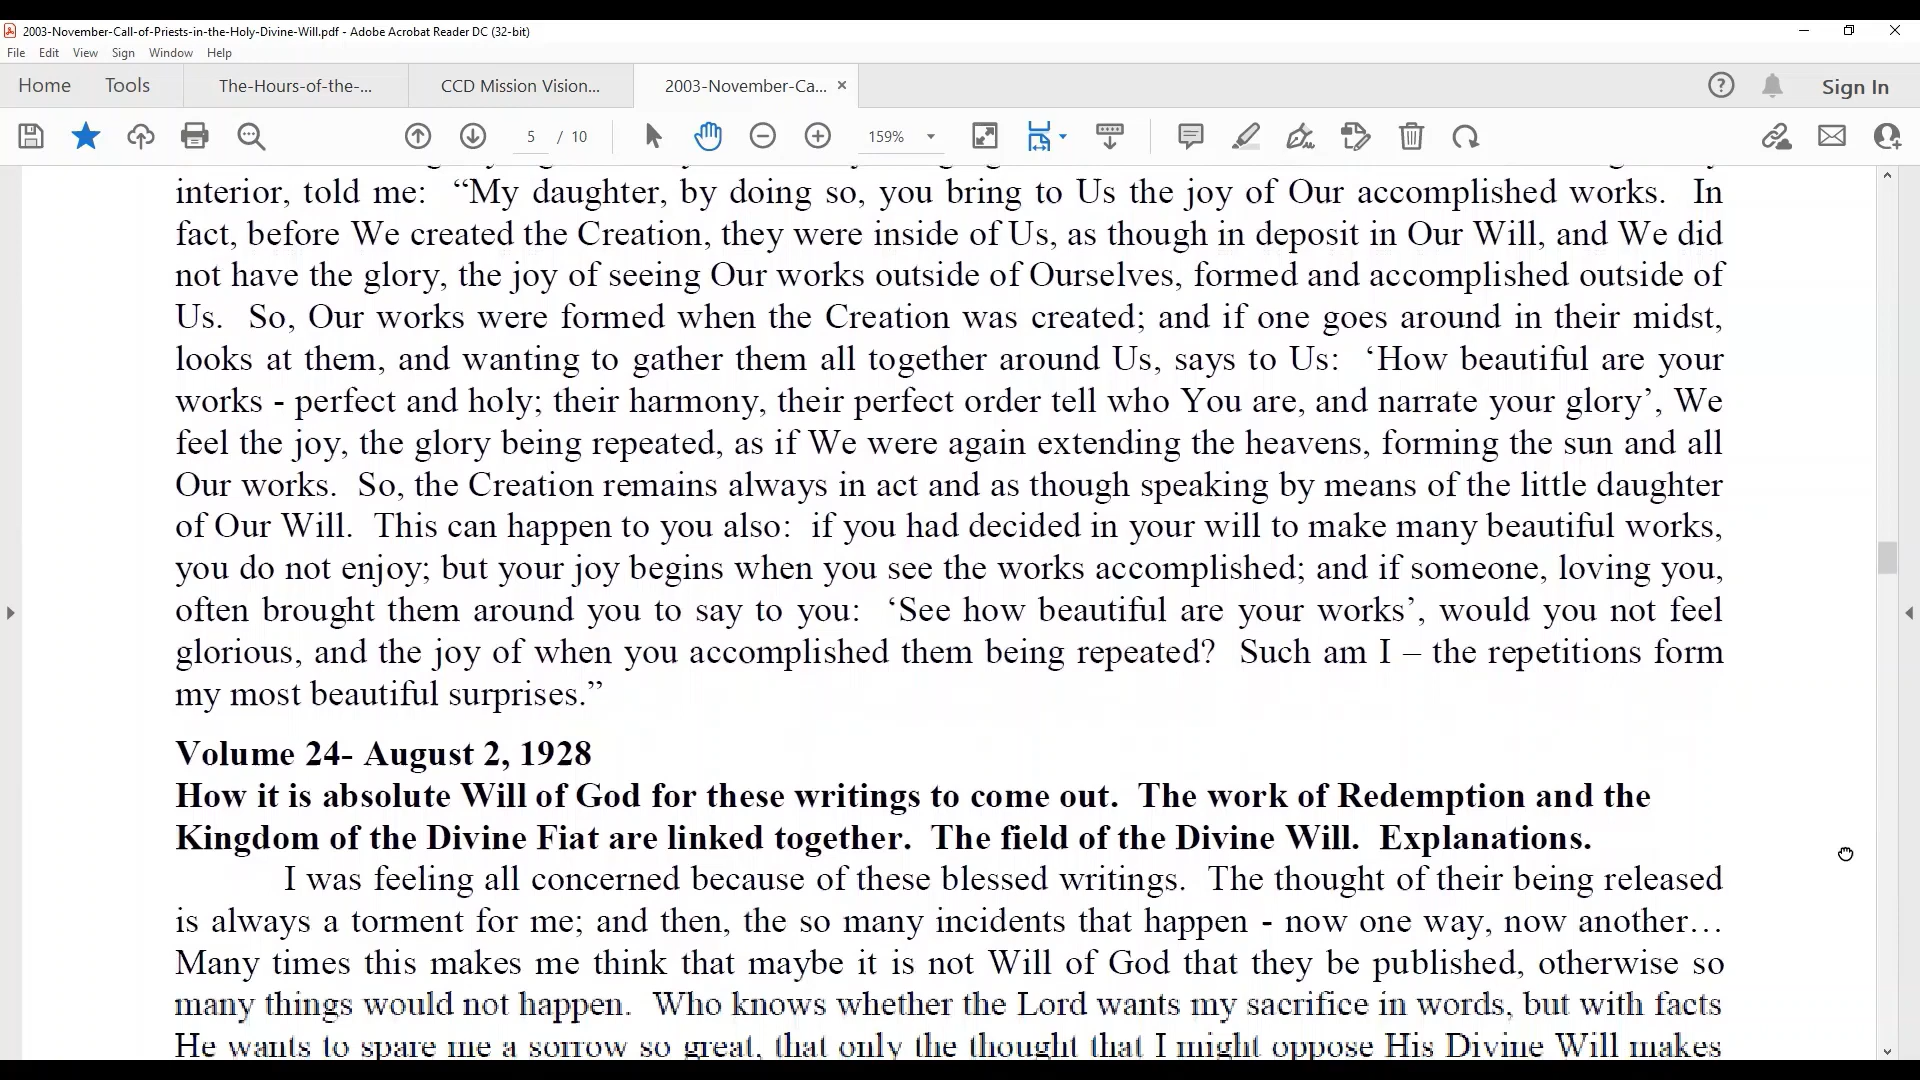 2003-November-Call-of-Priests-in-the-Holy-Divine-Will.pdf - Adobe Acrobat Reader DC (32-bit)
File Edit View Sign Window Help
Home Tools The-Hours-of-the-... CCD Mission Vision... 2003-November-Ca... × Sign In
5 / 10 159%
interior, told me:  “My daughter, by doing so, you bring to Us the joy of Our accomplished works.  In
fact, before We created the Creation, they were inside of Us, as though in deposit in Our Will, and We did
not have the glory, the joy of seeing Our works outside of Ourselves, formed and accomplished outside of
Us.  So, Our works were formed when the Creation was created; and if one goes around in their midst,
looks at them, and wanting to gather them all together around Us, says to Us:  ‘How beautiful are your
works - perfect and holy; their harmony, their perfect order tell who You are, and narrate your glory’, We
feel the joy, the glory being repeated, as if We were again extending the heavens, forming the sun and all
Our works.  So, the Creation remains always in act and as though speaking by means of the little daughter
of Our Will.  This can happen to you also:  if you had decided in your will to make many beautiful works,
you do not enjoy; but your joy begins when you see the works accomplished; and if someone, loving you,
often brought them around you to say to you:  ‘See how beautiful are your works’, would you not feel
glorious, and the joy of when you accomplished them being repeated?  Such am I – the repetitions form
my most beautiful surprises.”
Volume 24- August 2, 1928
How it is absolute Will of God for these writings to come out.  The work of Redemption and the
Kingdom of the Divine Fiat are linked together.  The field of the Divine Will.  Explanations.
I was feeling all concerned because of these blessed writings.  The thought of their being released
is always a torment for me; and then, the so many incidents that happen - now one way, now another…
Many times this makes me think that maybe it is not Will of God that they be published, otherwise so
many things would not happen.  Who knows whether the Lord wants my sacrifice in words, but with facts
He wants to spare me a sorrow so great, that only the thought that I might oppose His Divine Will makes